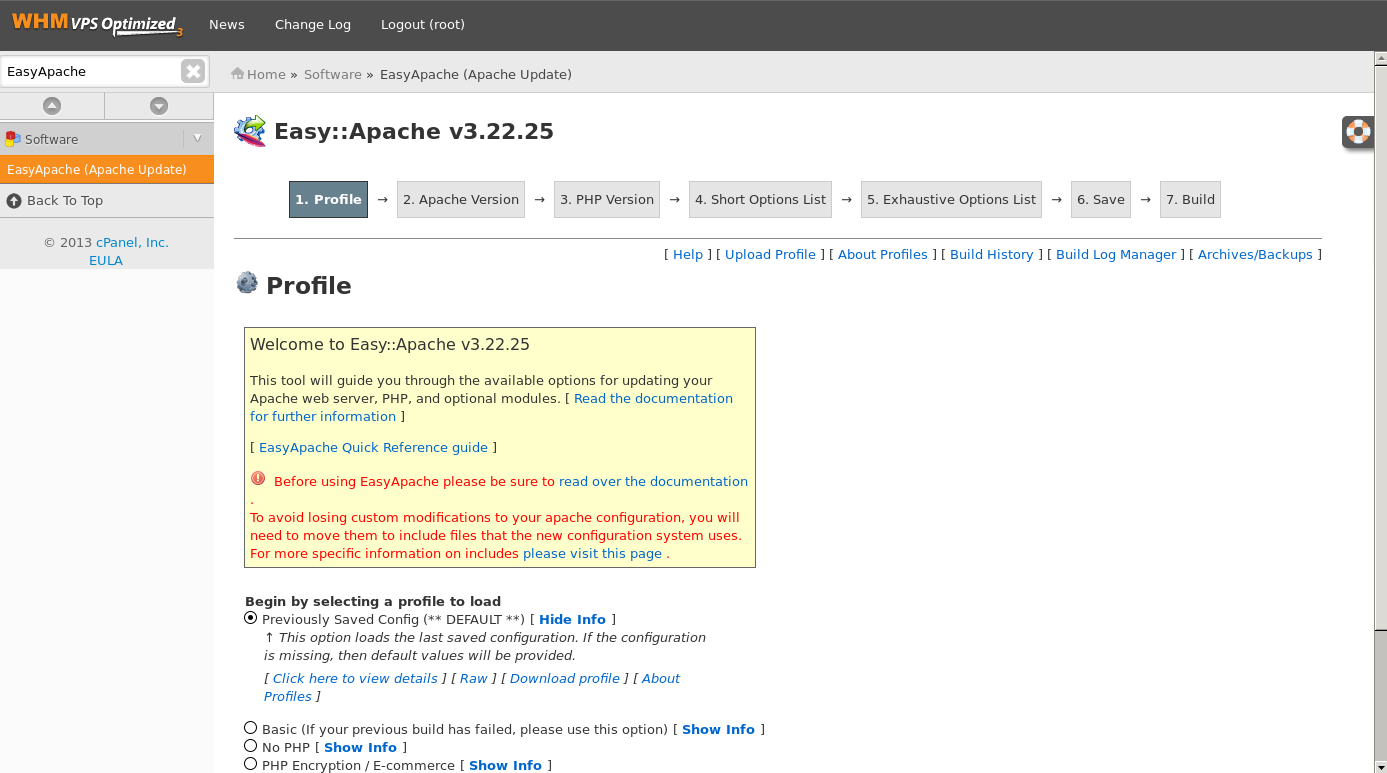 WHM VPS Optimized 3 News Change Log Logout (root)
EasyApache
Home » Software » EasyApache (Apache Update)
Software
EasyApache (Apache Update)
Back To Top
© 2013 cPanel, Inc.
EULA
Easy::Apache v3.22.25
1. Profile → 2. Apache Version → 3. PHP Version → 4. Short Options List → 5. Exhaustive Options List → 6. Save → 7. Build
[ Help ] [ Upload Profile ] [ About Profiles ] [ Build History ] [ Build Log Manager ] [ Archives/Backups ]
Profile
Welcome to Easy::Apache v3.22.25
This tool will guide you through the available options for updating your
Apache web server, PHP, and optional modules. [ Read the documentation
for further information ]
[ EasyApache Quick Reference guide ]
Before using EasyApache please be sure to read over the documentation
.
To avoid losing custom modifications to your apache configuration, you will
need to move them to include files that the new configuration system uses.
For more specific information on includes please visit this page .
Begin by selecting a profile to load
Previously Saved Config (** DEFAULT **) [ Hide Info ]
↑ This option loads the last saved configuration. If the configuration
is missing, then default values will be provided.
[ Click here to view details ] [ Raw ] [ Download profile ] [ About
Profiles ]
Basic (If your previous build has failed, please use this option) [ Show Info ]
No PHP [ Show Info ]
PHP Encryption / E-commerce [ Show Info ]